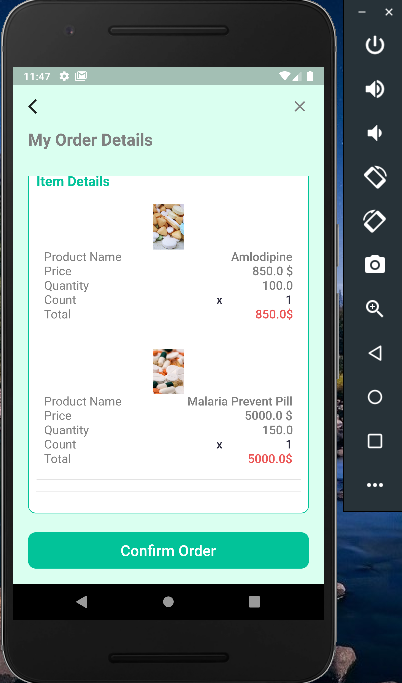 11:47
My Order Details
Item Details
Product Name Amlodipine
Price 850.0 $
Quantity 100.0
Count x 1
Total 850.0$
Product Name Malaria Prevent Pill
Price 5000.0 $
Quantity 150.0
Count x 1
Total 5000.0$
Confirm Order